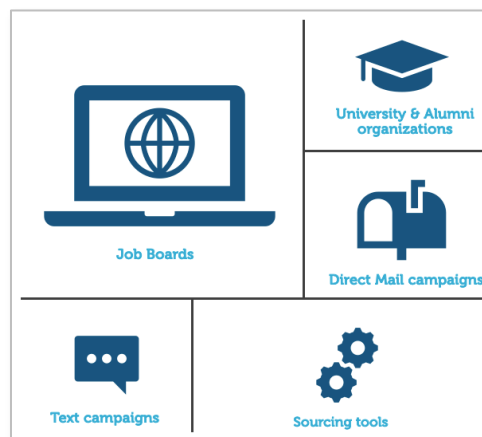 University & Alumni
organizations
Job Boards
Direct Mail campaigns
Text campaigns
Sourcing tools